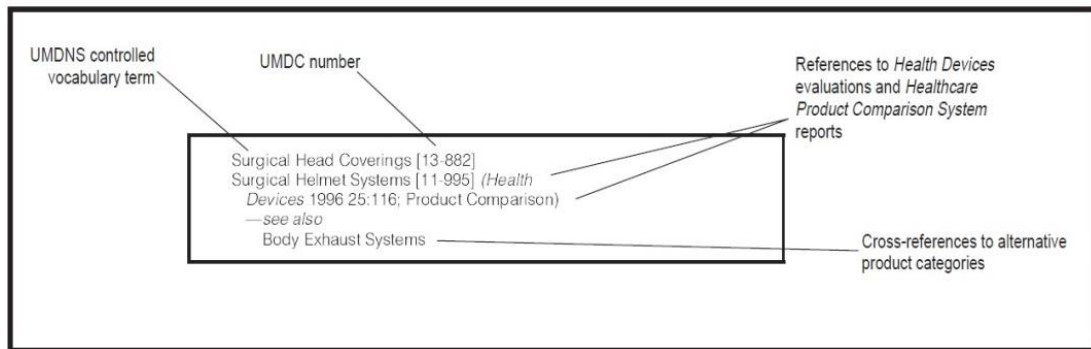 UMDNS controlled
vocabulary term
UMDC number
References to Health Devices
evaluations and Healthcare
Product Comparison System
reports
Surgical Head Coverings [13-882]
Surgical Helmet Systems [11-995] (Health
Devices 1996 25:116; Product Comparison)
—see also
Body Exhaust Systems
Cross-references to alternative
product categories